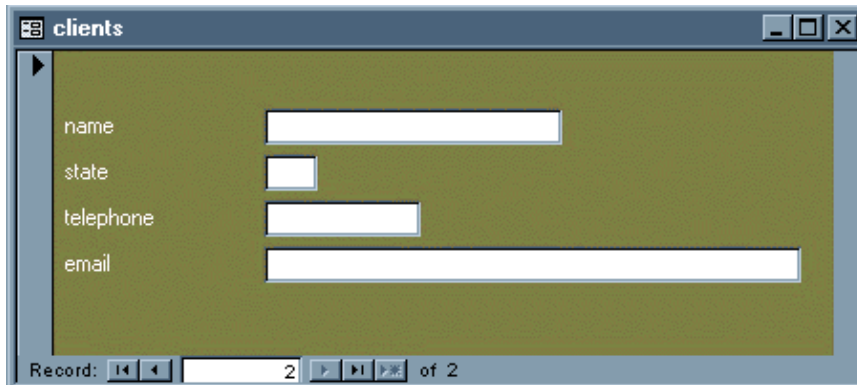 clients
name
state
telephone
email
Record: 2 of 2